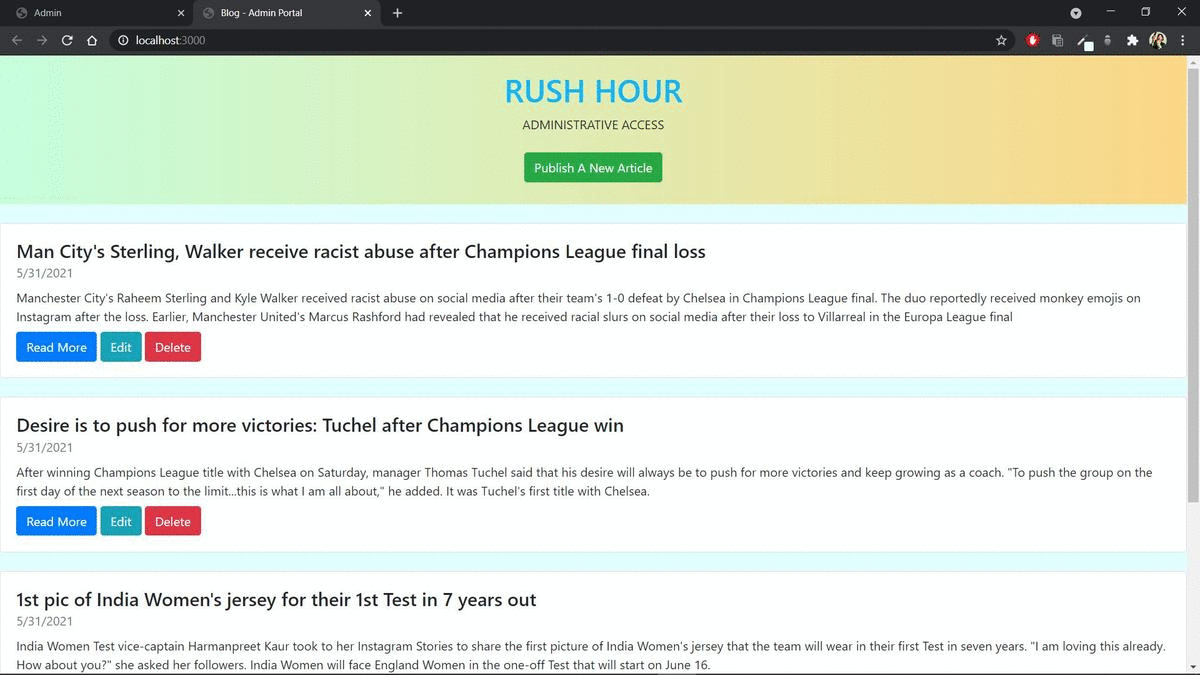 Admin
Blog - Admin Portal
localhost:3000
RUSH HOUR
ADMINISTRATIVE ACCESS
Publish A New Article
Man City's Sterling, Walker receive racist abuse after Champions League final loss
5/31/2021
Manchester City's Raheem Sterling and Kyle Walker received racist abuse on social media after their team's 1-0 defeat by Chelsea in Champions League final. The duo reportedly received monkey emojis on
Instagram after the loss. Earlier, Manchester United's Marcus Rashford had revealed that he received racial slurs on social media after their loss to Villarreal in the Europa League final
Read More Edit Delete
Desire is to push for more victories: Tuchel after Champions League win
5/31/2021
After winning Champions League title with Chelsea on Saturday, manager Thomas Tuchel said that his desire will always be to push for more victories and keep growing as a coach. "To push the group on the
first day of the next season to the limit...this is what I am all about," he added. It was Tuchel's first title with Chelsea.
Read More Edit Delete
1st pic of India Women's jersey for their 1st Test in 7 years out
5/31/2021
India Women Test vice-captain Harmanpreet Kaur took to her Instagram Stories to share the first picture of India Women's jersey that the team will wear in their first Test in seven years. "I am loving this already.
How about you?" she asked her followers. India Women will face England Women in the one-off Test that will start on June 16.